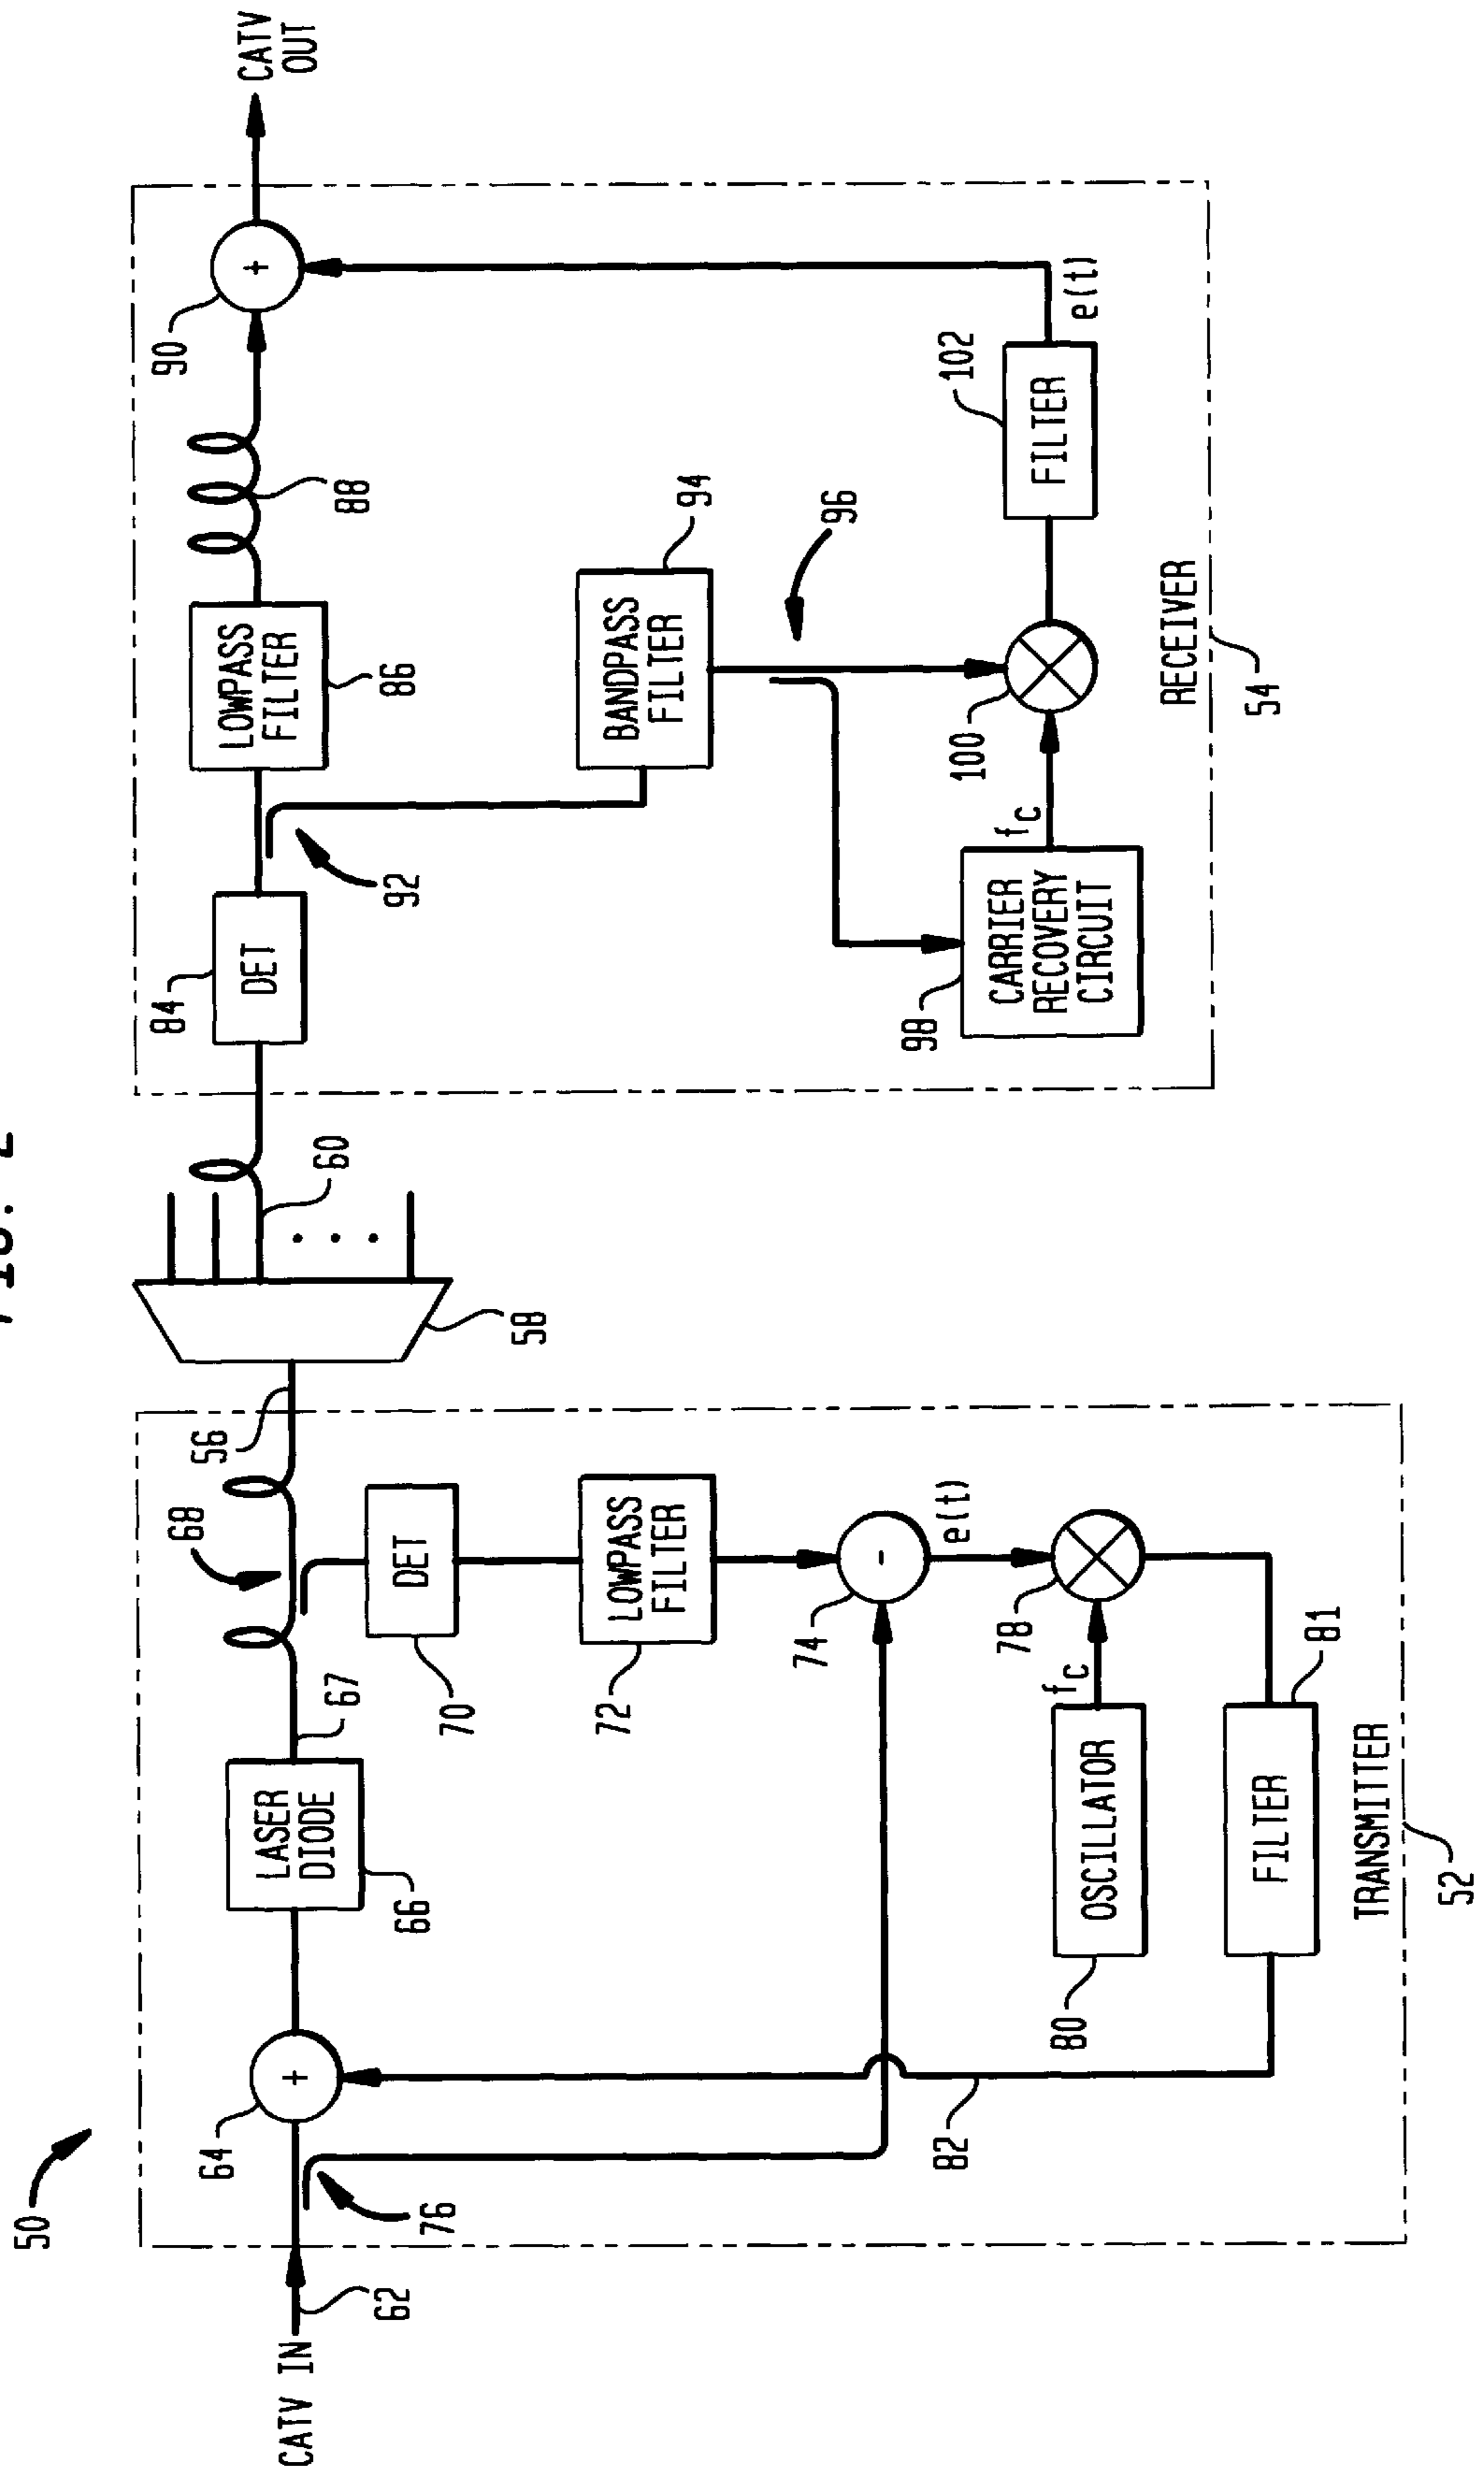 50
CATV IN
62
76
64
LASER
DIODE
66
67
68
56
DET
70
LOWPASS
FILTER
72
74
-
+
e(t)
78
fc
OSCILLATOR
80
FILTER
81
82
TRANSMITTER
52
58
60
84
DET
92
LOWPASS
FILTER
86
88
90
+
CATV
OUT
BANDPASS
FILTER
94
96
98
CARRIER
RECOVERY
CIRCUIT
fc
100
102
FILTER
e(t)
RECEIVER
54